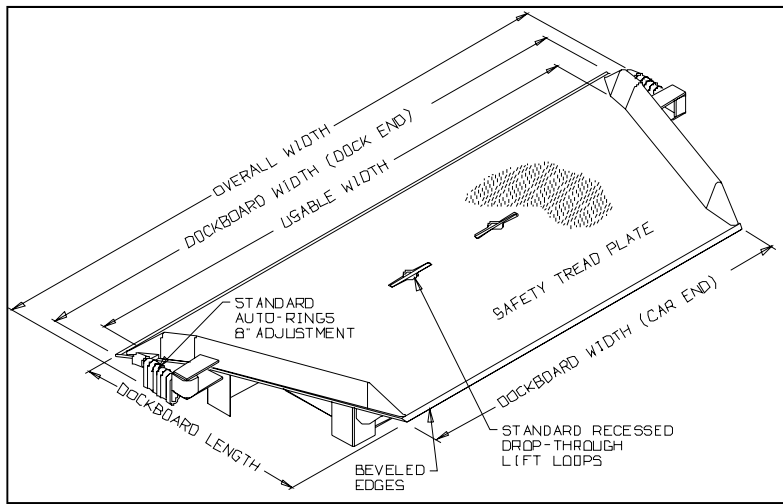 OVERALL WIDTH
DOCKBOARD WIDTH (DOCK END)
USABLE WIDTH
SAFETY TREAD PLATE
STANDARD
AUTO-RINGS
8" ADJUSTMENT
DOCKBOARD WIDTH (CAR END)
DOCKBOARD LENGTH
STANDARD RECESSED
DROP-THROUGH
LIFT LOOPS
BEVELED
EDGES